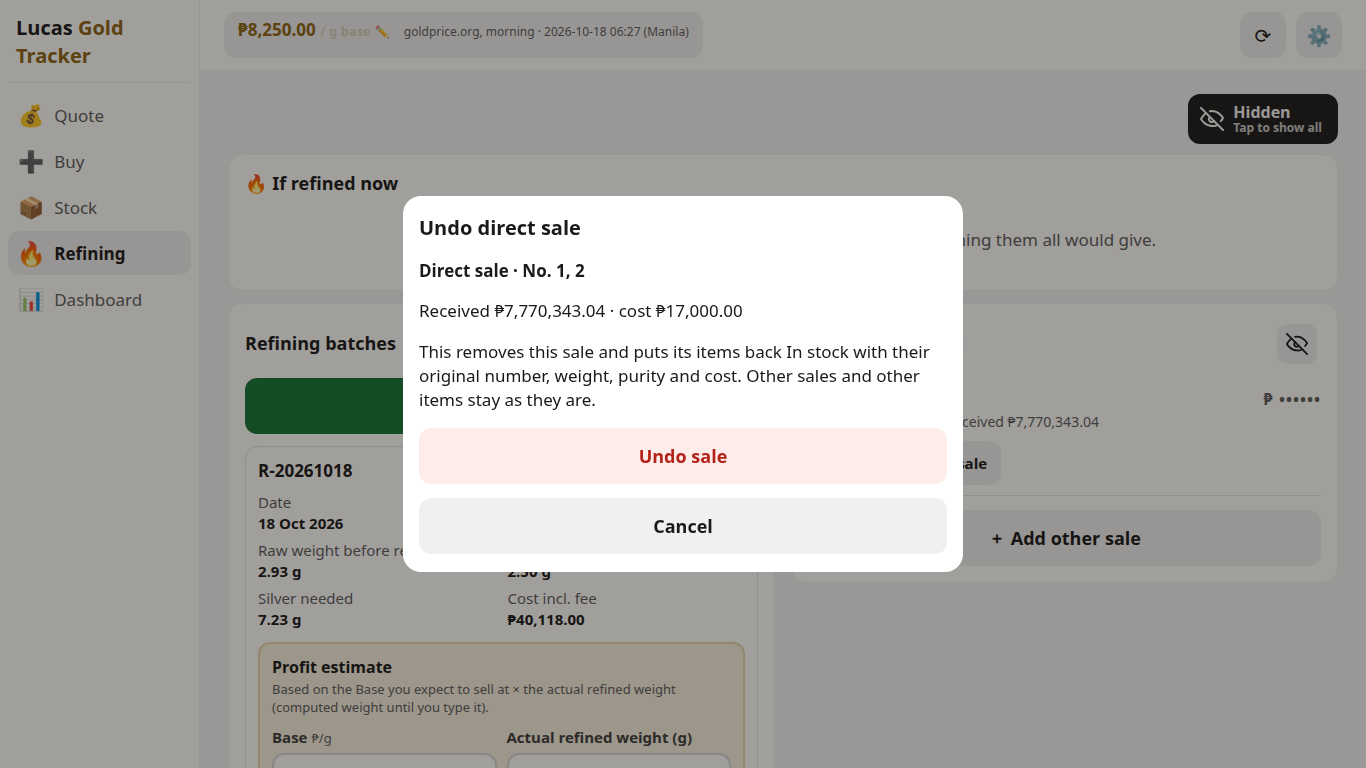 Lucas Gold
Tracker
₱8,250.00 / g base
goldprice.org, morning · 2026-10-18 06:27 (Manila)
Quote
Buy
Stock
Refining
Dashboard
Hidden
Tap to show all
If refined now
ning them all would give.
Undo direct sale
Direct sale · No. 1, 2
Received ₱7,770,343.04 · cost ₱17,000.00
This removes this sale and puts its items back In stock with their
original number, weight, purity and cost. Other sales and other
items stay as they are.
Undo sale
Cancel
Refining batches
R-20261018
Date
18 Oct 2026
Raw weight before re
2.93 g
2.50 g
Silver needed
7.23 g
Cost incl. fee
₱40,118.00
Profit estimate
Based on the Base you expect to sell at × the actual refined weight
(computed weight until you type it).
Base ₱/g
Actual refined weight (g)
₱ ••••••
ceived ₱7,770,343.04
sale
+ Add other sale